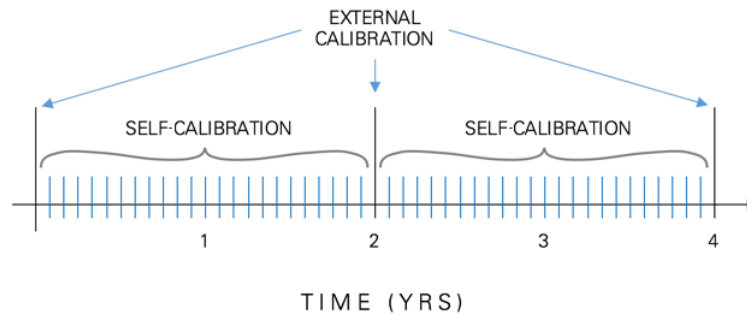 EXTERNAL
CALIBRATION
SELF-CALIBRATION SELF-CALIBRATION
1 2 3 4
TIME (YRS)